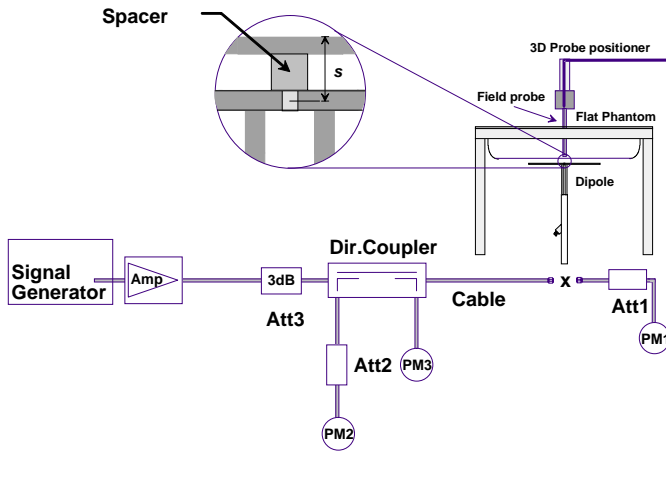 Spacer
s
3D Probe positioner
Field probe
Flat Phantom
Dipole
Dir.Coupler
Signal
Generator
Amp
3dB
Att3
Cable
x
Att1
PM1
Att2
PM3
PM2